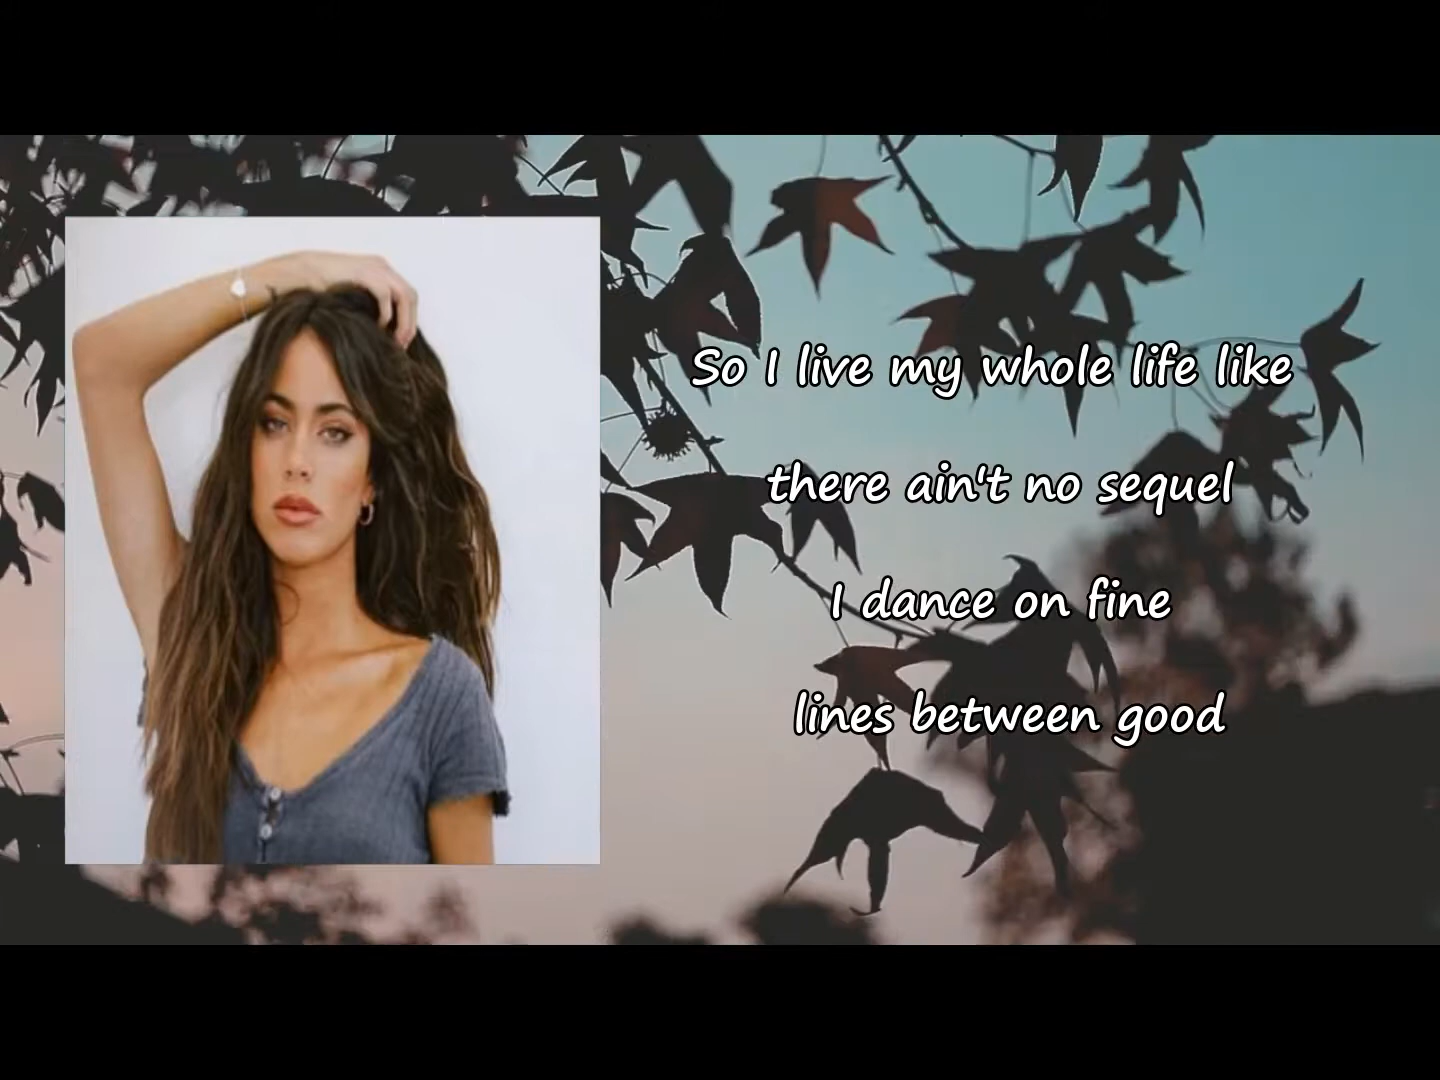 So I live my whole life like
there ain't no sequel
I dance on fine
lines between good